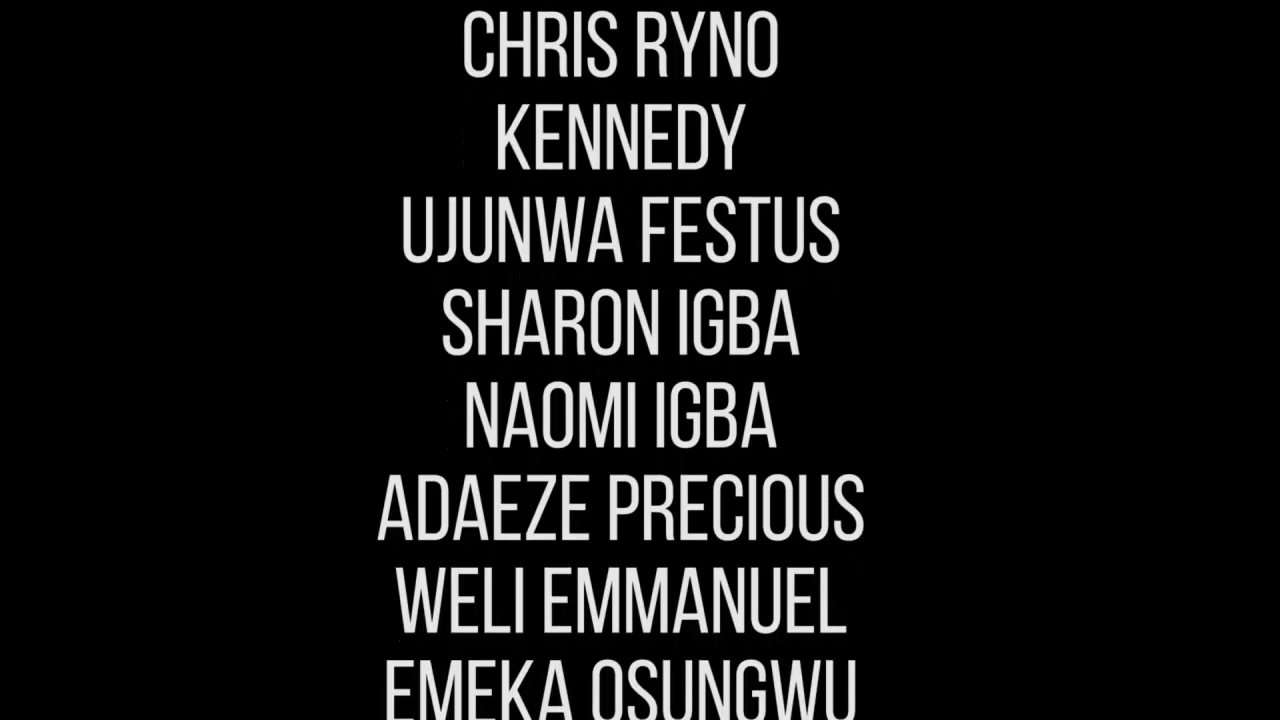 CHRIS RYNO
KENNEDY
UJUNWA FESTUS
SHARON IGBA
NAOMI IGBA
ADAEZE PRECIOUS
WELI EMMANUEL
EMEKA OSUNGWU